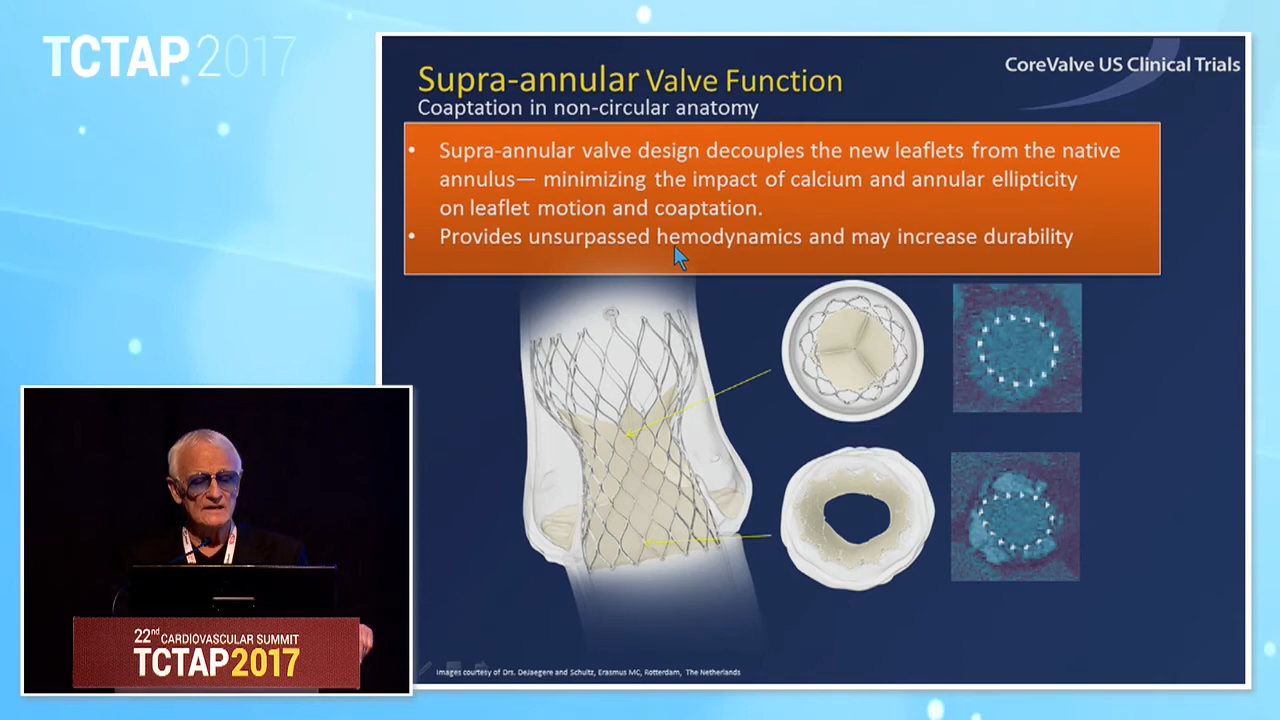 TCTAP 2017
CoreValve US Clinical Trials
Supra-annular Valve Function
Coaptation in non-circular anatomy
• Supra-annular valve design decouples the new leaflets from the native
annulus— minimizing the impact of calcium and annular ellipticity
on leaflet motion and coaptation.
• Provides unsurpassed hemodynamics and may increase durability
Images courtesy of Drs. DeJaegere and Schultz, Erasmus MC, Rotterdam, The Netherlands
22nd CARDIOVASCULAR SUMMIT
TCTAP 2017